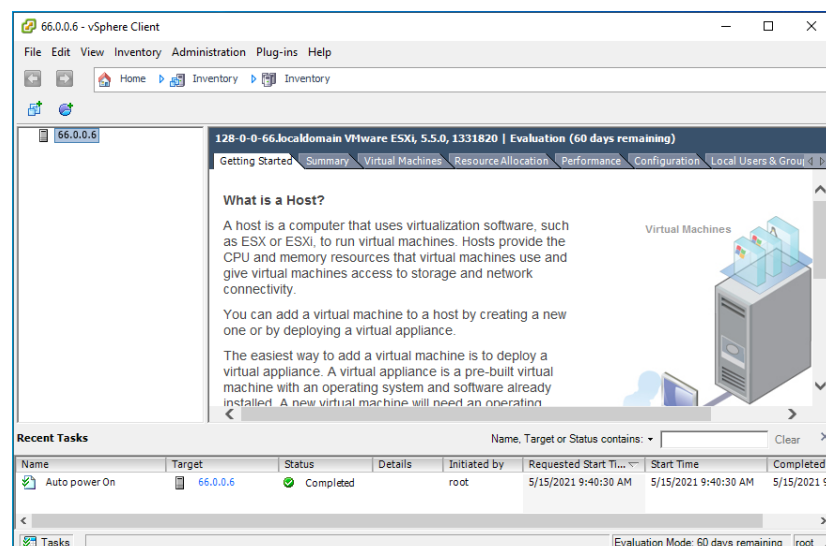 66.0.0.6 - vSphere Client
File Edit View Inventory Administration Plug-ins Help
Home Inventory Inventory
66.0.0.6
128-0-0-66.localdomain VMware ESXi, 5.5.0, 1331820 | Evaluation (60 days remaining)
Getting Started Summary Virtual Machines Resource Allocation Performance Configuration Local Users & Group
What is a Host?
A host is a computer that uses virtualization software, such
as ESX or ESXi, to run virtual machines. Hosts provide the
CPU and memory resources that virtual machines use and
give virtual machines access to storage and network
connectivity.
You can add a virtual machine to a host by creating a new
one or by deploying a virtual appliance.
The easiest way to add a virtual machine is to deploy a
virtual appliance. A virtual appliance is a pre-built virtual
machine with an operating system and software already
installed. A new virtual machine will need an operating
Virtual Machines
Recent Tasks
Name, Target or Status contains: Clear
Name Target Status Details Initiated by Requested Start Ti... Start Time Completed
Auto power On 66.0.0.6 Completed root 5/15/2021 9:40:30 AM 5/15/2021 9:40:30 AM 5/15/2021 9
Tasks Evaluation Mode: 60 days remaining root